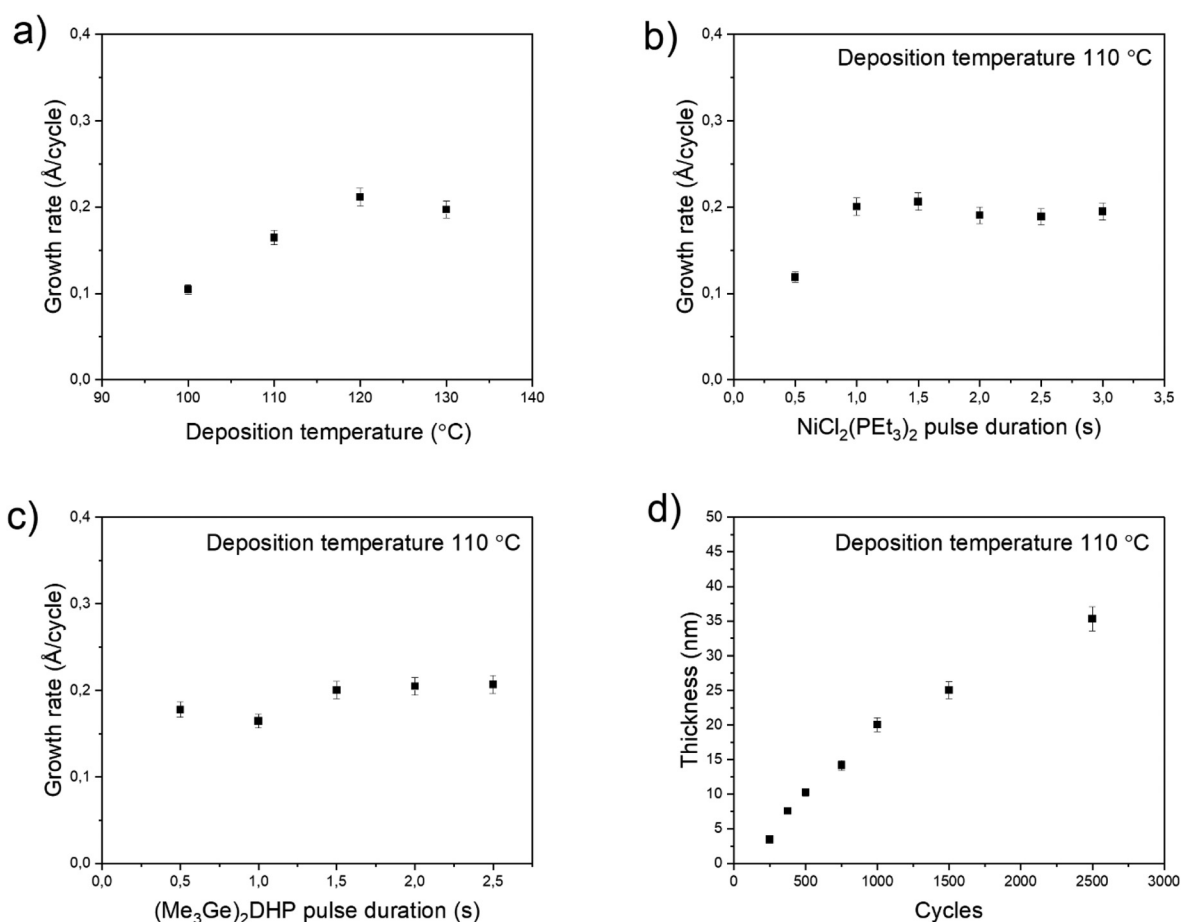 a)
0,4
0,3
0,2
0,1
0,0
Growth rate (Å/cycle)
90 100 110 120 130 140
Deposition temperature (°C)
b)
Deposition temperature 110 °C
0,4
0,3
0,2
0,1
0,0
Growth rate (Å/cycle)
0,0 0,5 1,0 1,5 2,0 2,5 3,0 3,5
NiCl₂(PEt₃)₂ pulse duration (s)
c)
Deposition temperature 110 °C
0,4
0,3
0,2
0,1
0,0
Growth rate (Å/cycle)
0,0 0,5 1,0 1,5 2,0 2,5
(Me₃Ge)₂DHP pulse duration (s)
d)
Deposition temperature 110 °C
50
45
40
35
30
25
20
15
10
5
0
Thickness (nm)
0 500 1000 1500 2000 2500 3000
Cycles